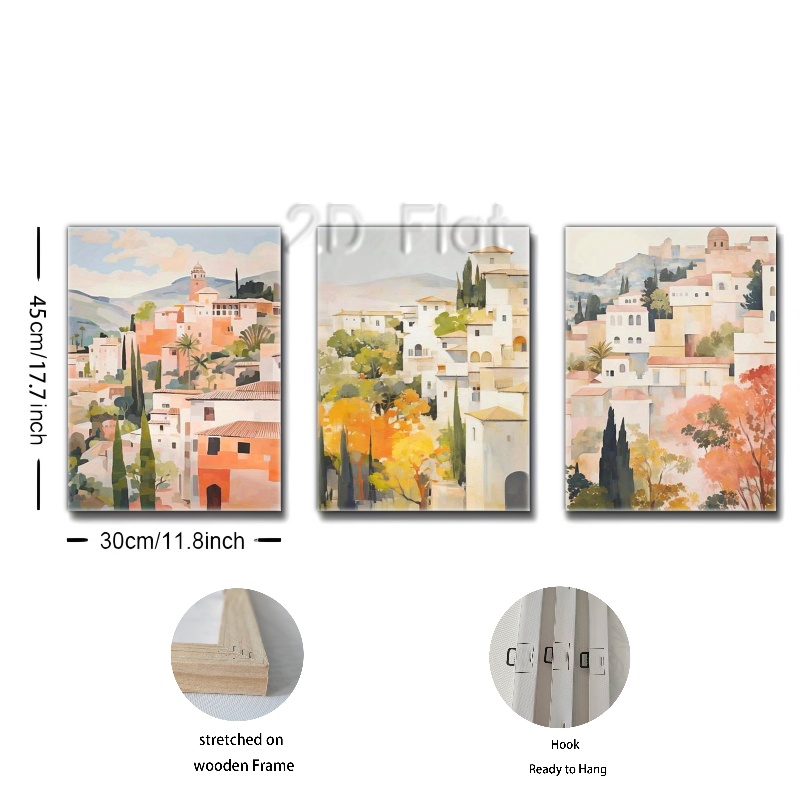 2D Flat
45cm/17.7inch
30cm/11.8inch
stretched on
wooden Frame
Hook
Ready to Hang